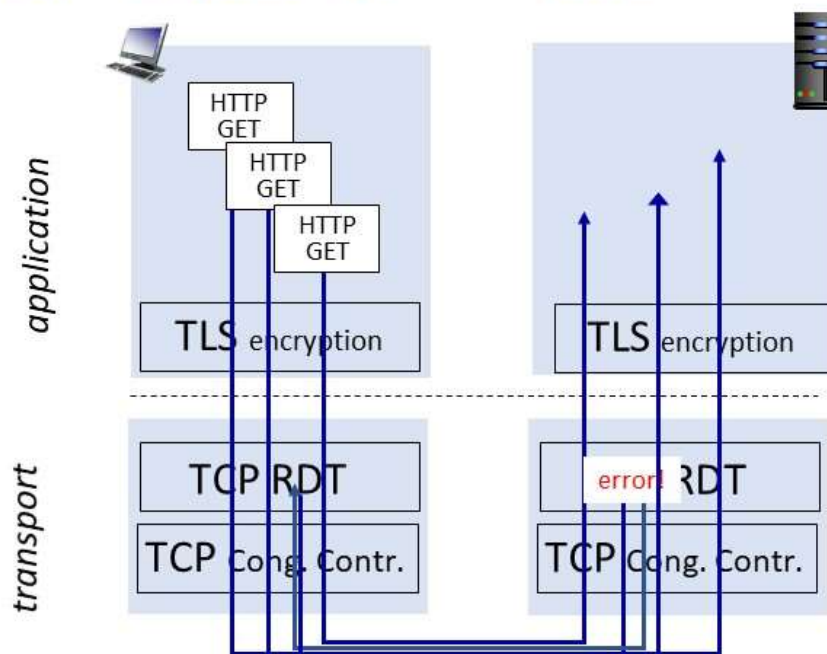 application
HTTP
GET
HTTP
GET
HTTP
GET
TLS encryption
TLS encryption
transport
TCP RDT
error! RDT
TCP Cong. Contr.
TCP Cong. Contr.